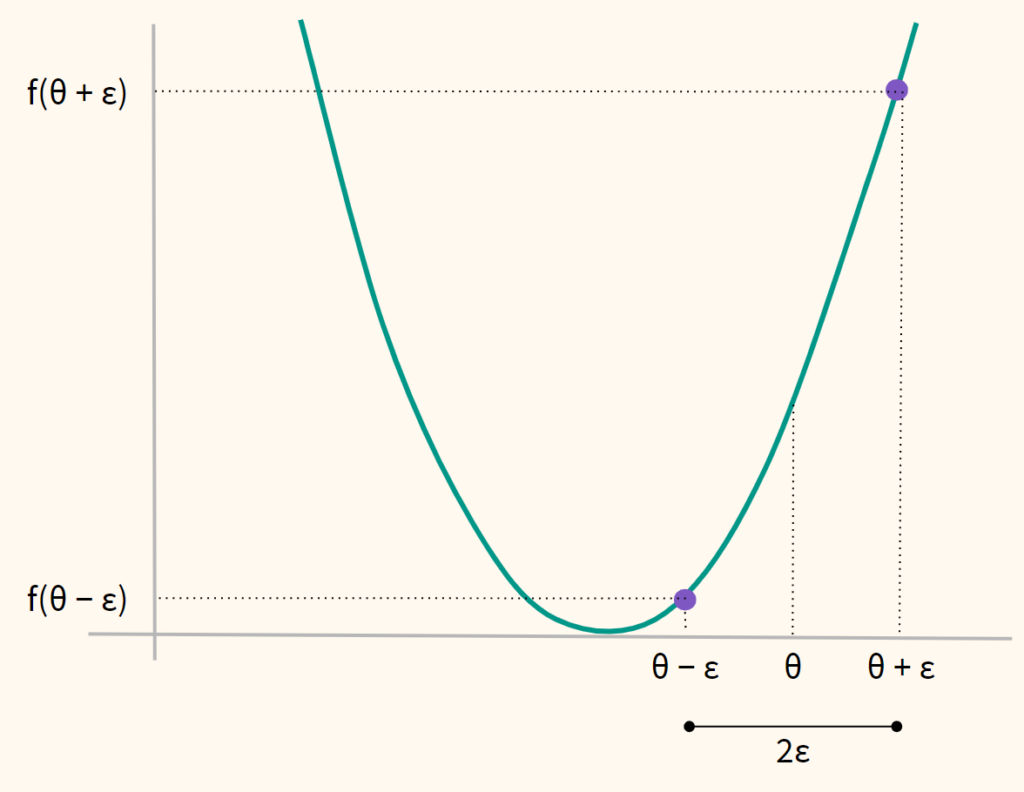 f(θ + ε)
f(θ − ε)
θ − ε
θ
θ + ε
2ε